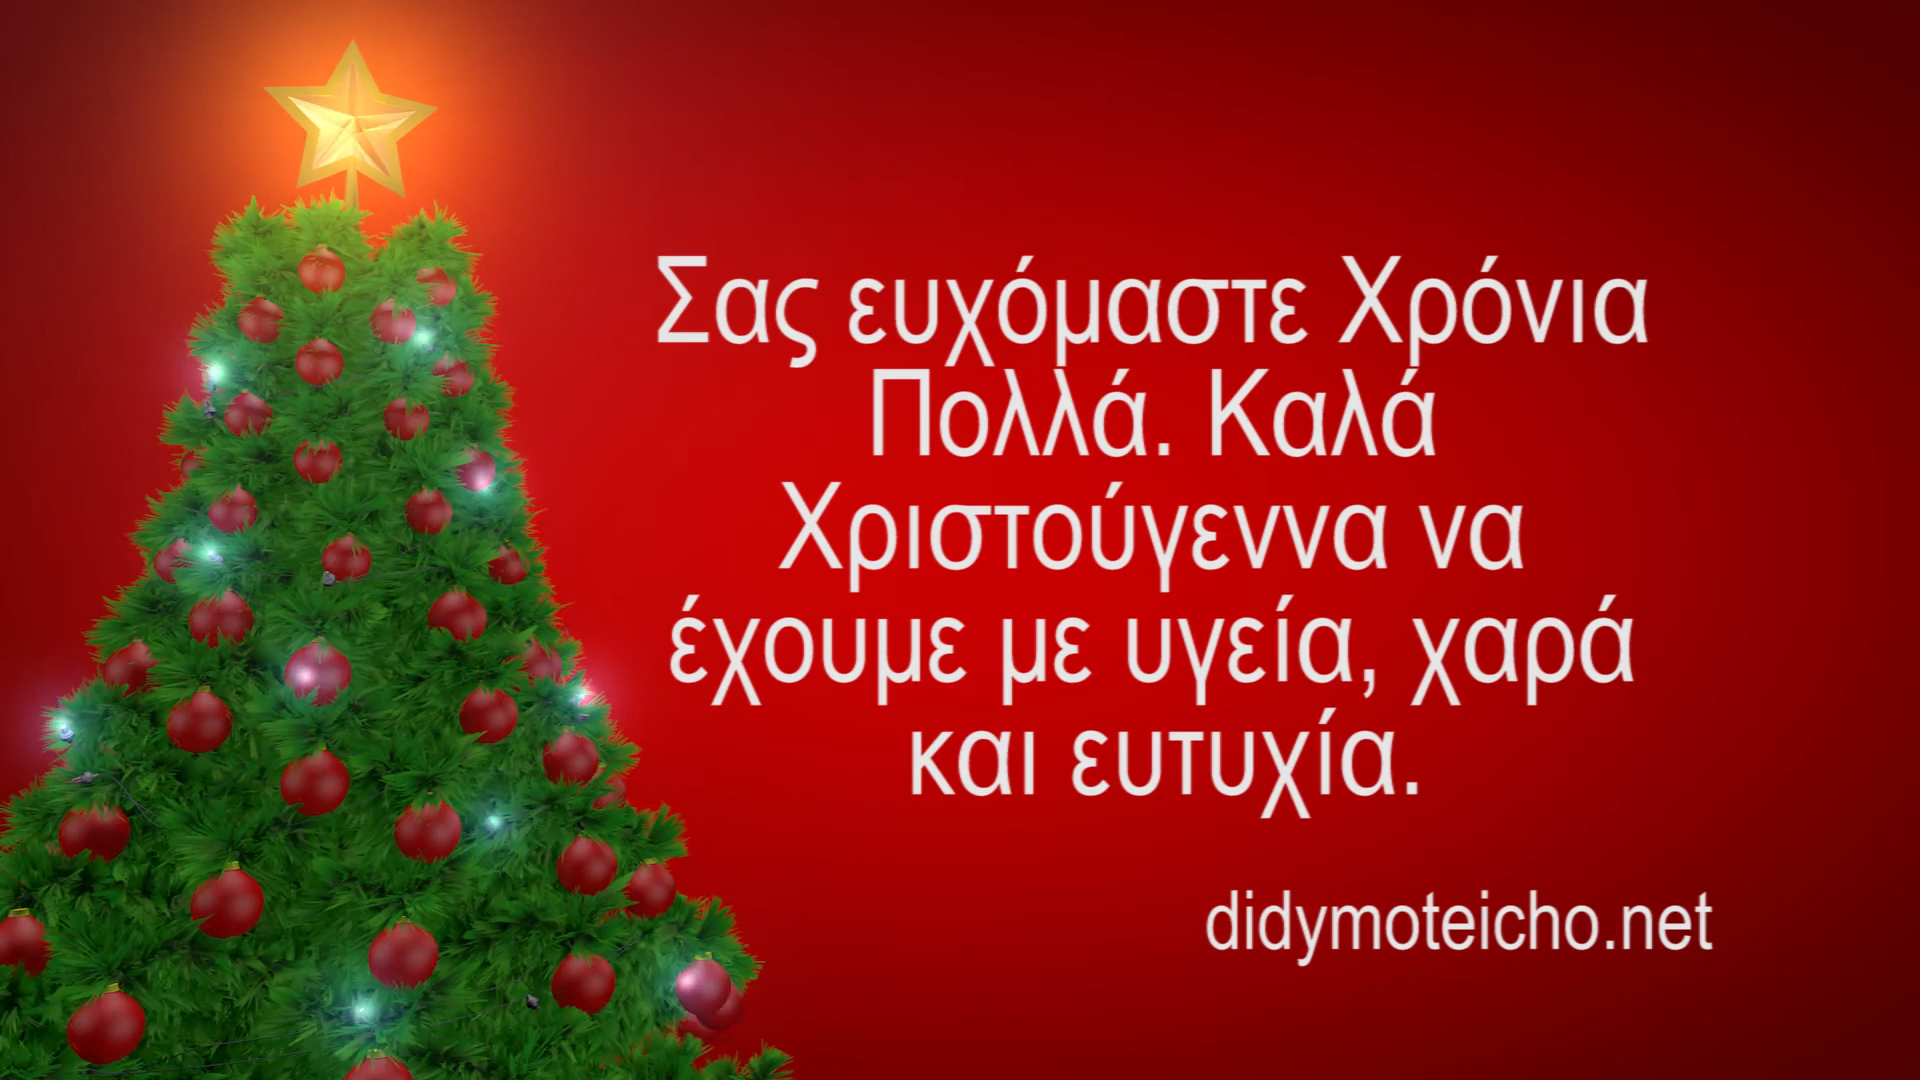 Σας ευχόμαστε Χρόνια
Πολλά. Καλά
Χριστούγεννα να
έχουμε με υγεία, χαρά
και ευτυχία.
didymoteicho.net